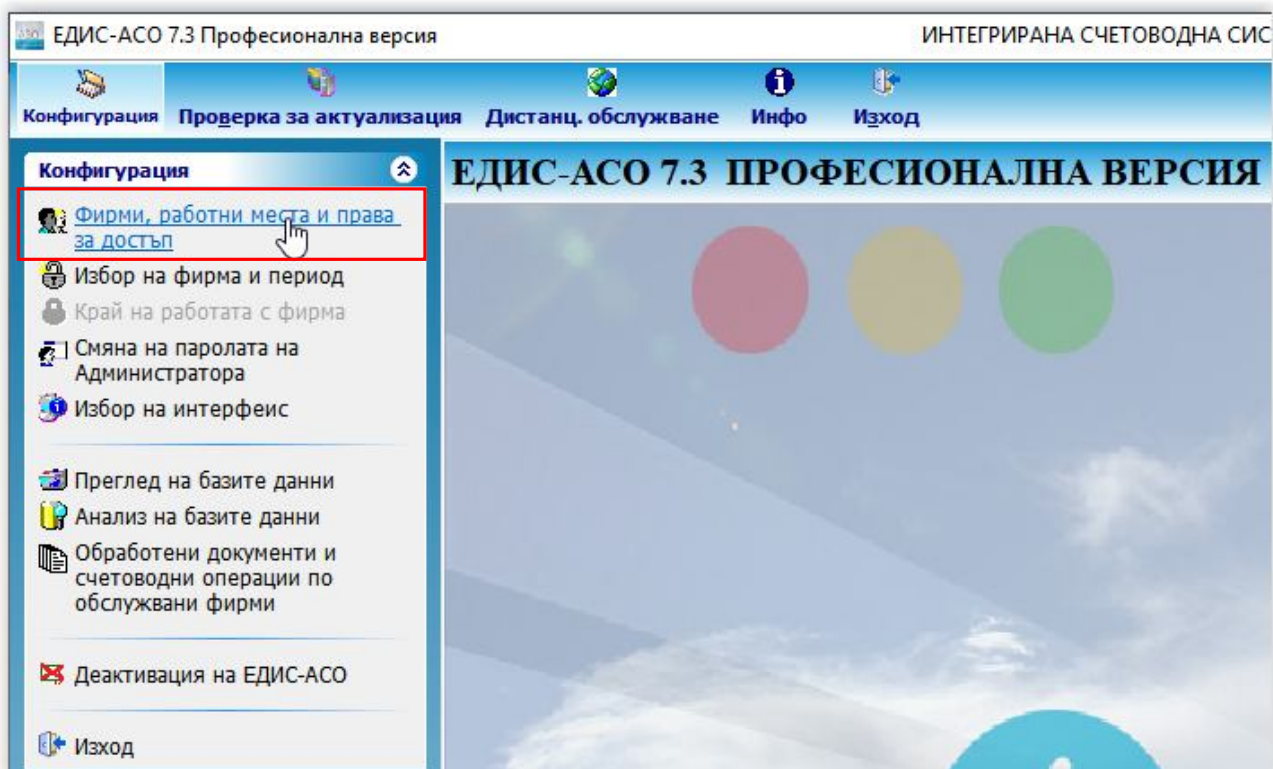 ЕДИС-АСО 7.3 Професионална версия
ИНТЕГРИРАНА СЧЕТОВОДНА СИС
Конфигурация Проверка за актуализация Дистанц. обслужване Инфо Изход
Конфигурация
ЕДИС-АСО 7.3 ПРОФЕСИОНАЛНА ВЕРСИЯ
Фирми, работни места и права
за достъп
Избор на фирма и период
Край на работата с фирма
Смяна на паролата на
Администратора
Избор на интерфейс
Преглед на базите данни
Анализ на базите данни
Обработени документи и
счетоводни операции по
обслужвани фирми
Деактивация на ЕДИС-АСО
Изход